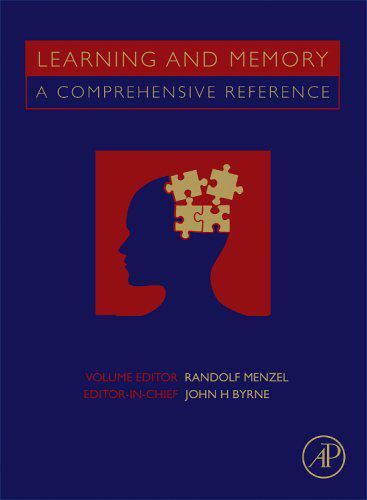 LEARNING AND MEMORY
A COMPREHENSIVE REFERENCE
VOLUME EDITOR RANDOLF MENZEL
EDITOR-IN-CHIEF JOHN H BYRNE
AP